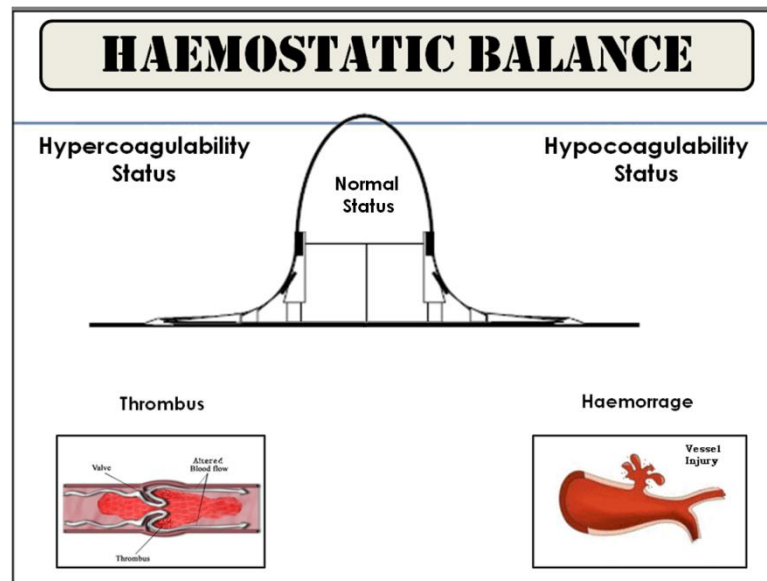 HAEMOSTATIC BALANCE
Hypercoagulability
Status
Hypocoagulability
Status
Normal
Status
Thrombus
Haemorrage
Valve
Altered
Blood flow
Thrombus
Vessel
Injury